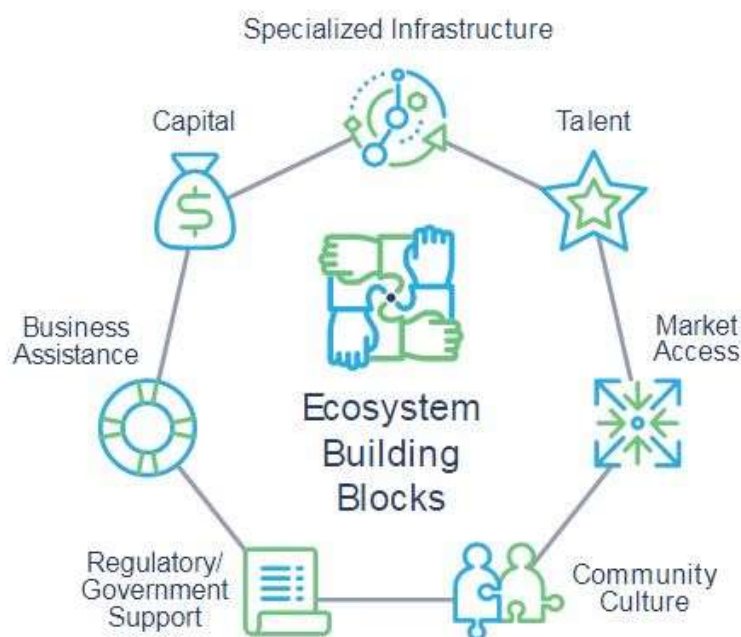 Specialized Infrastructure
Capital
Talent
Business
Assistance
Market
Access
Ecosystem
Building
Blocks
Regulatory/
Government
Support
Community
Culture